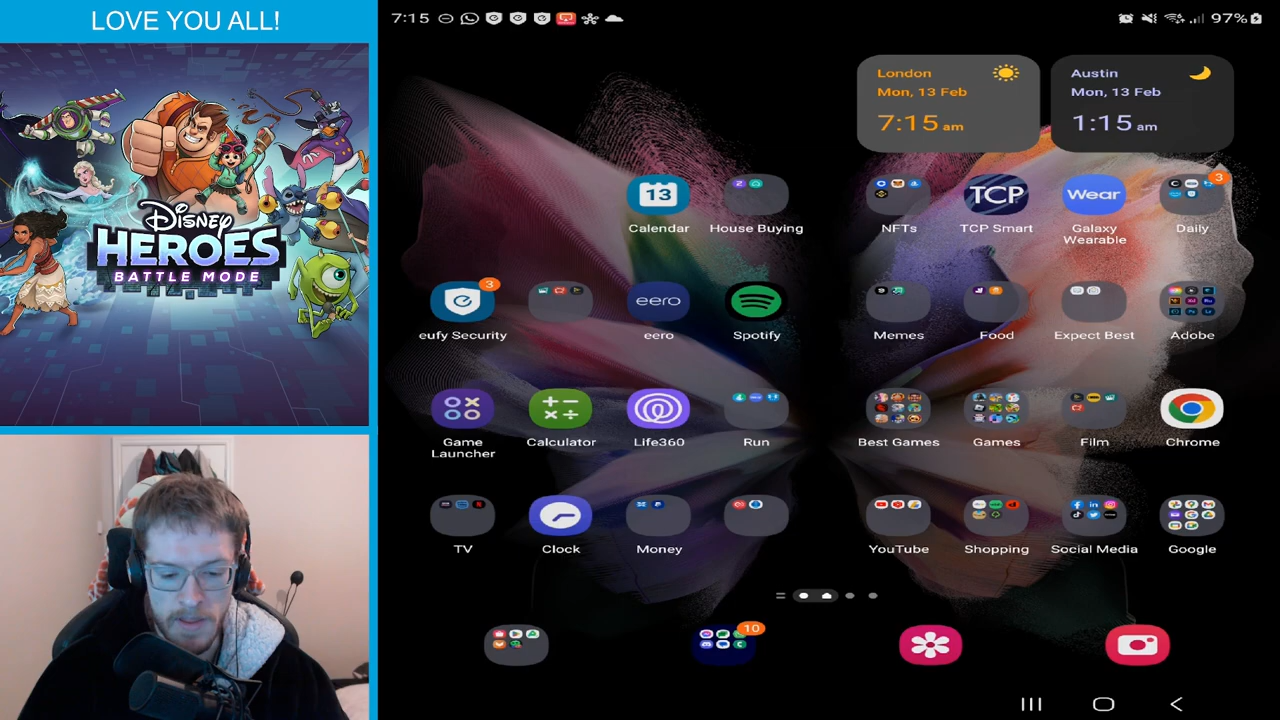 LOVE YOU ALL!
DISNEY
HEROES
BATTLE MODE
7:15
97%
London
Mon, 13 Feb
7:15 am
Austin
Mon, 13 Feb
1:15 am
13
Calendar
House Buying
NFTs
TCP
TCP Smart
Wear
Galaxy
Wearable
3
Daily
3
eufy Security
eero
eero
Spotify
Memes
Food
Expect Best
Adobe
Game
Launcher
Calculator
Life360
Run
Best Games
Games
Film
Chrome
TV
Clock
Money
YouTube
Shopping
Social Media
Google
10